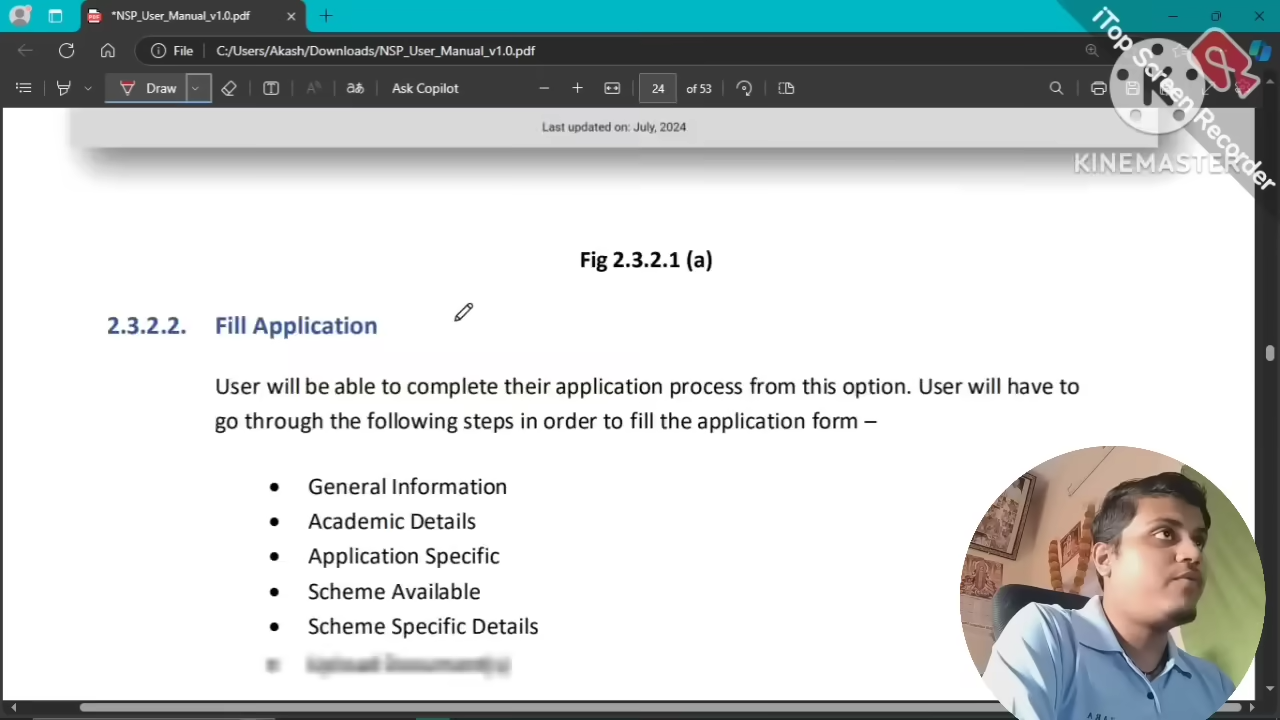 *NSP_User_Manual_v1.0.pdf
File
C:/Users/Akash/Downloads/NSP_User_Manual_v1.0.pdf
Draw
Ask Copilot
24 of 53
iTop Screen Recorder
K
KINEMASTER
Last updated on: July, 2024
Fig 2.3.2.1 (a)
2.3.2.2. Fill Application
User will be able to complete their application process from this option. User will have to
go through the following steps in order to fill the application form –
• General Information
• Academic Details
• Application Specific
• Scheme Available
• Scheme Specific Details
• Upload Document(s)